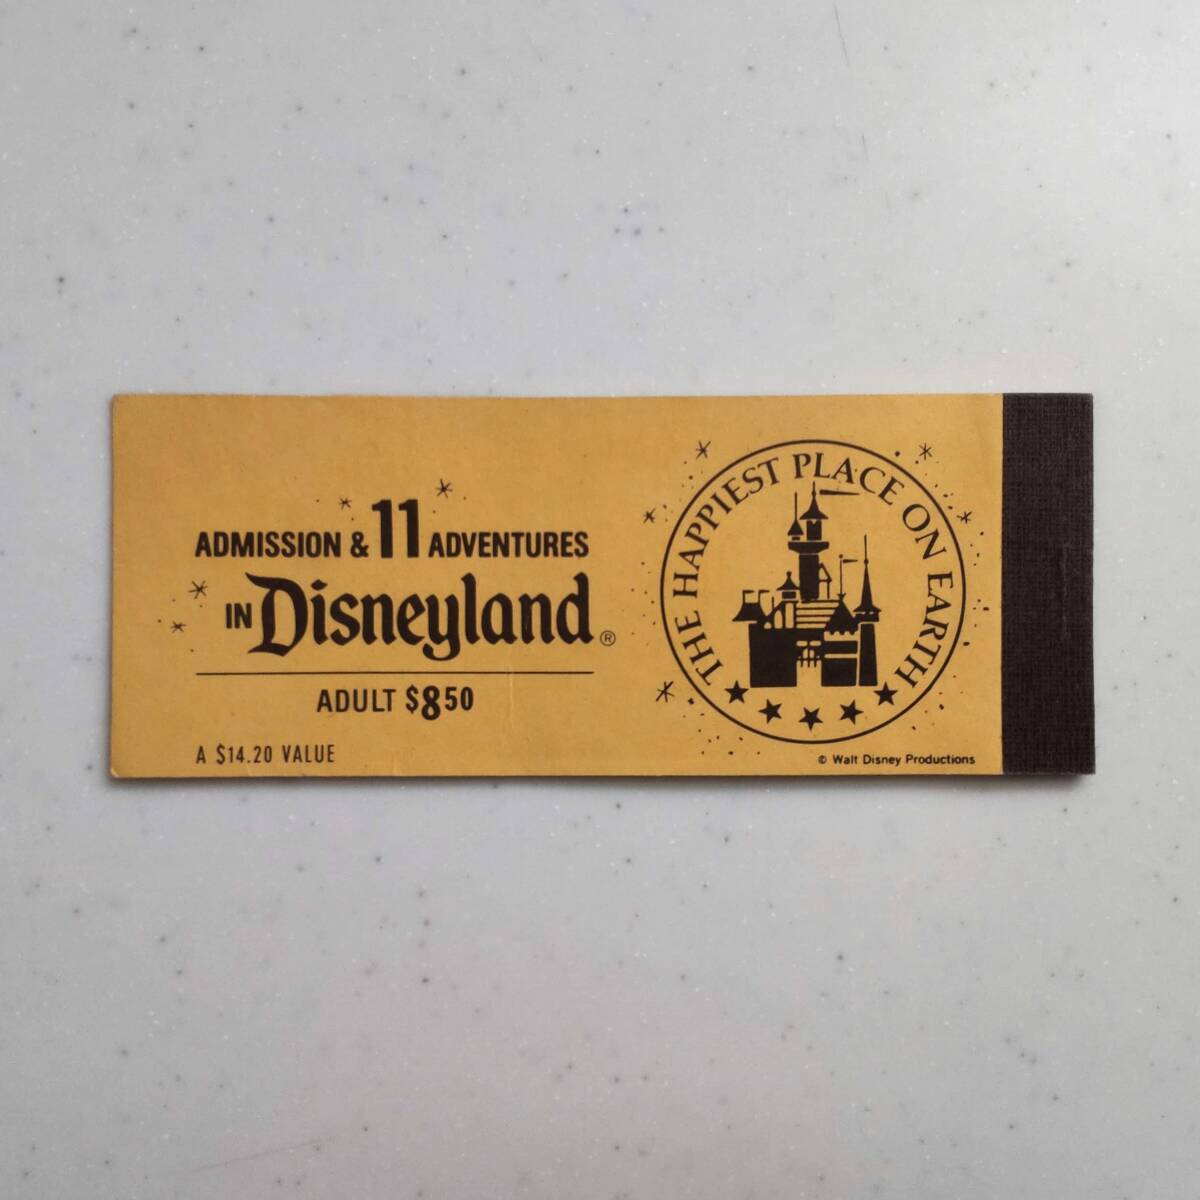 ADMISSION & 11 ADVENTURES
IN Disneyland®
ADULT $8.50
A $14.20 VALUE
THE HAPPIEST PLACE ON EARTH
© Walt Disney Productions